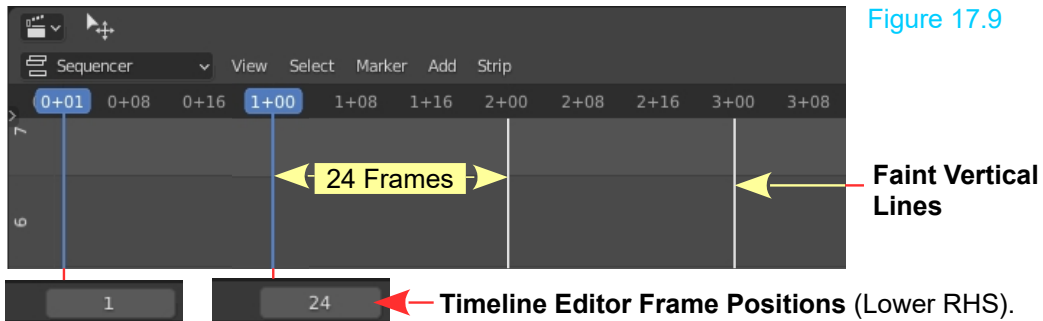 Figure 17.9
Sequencer View Select Marker Add Strip
0+01 0+08 0+16 1+00 1+08 1+16 2+00 2+08 2+16 3+00 3+08
7
24 Frames
Faint Vertical
Lines
6
1 24 Timeline Editor Frame Positions (Lower RHS).